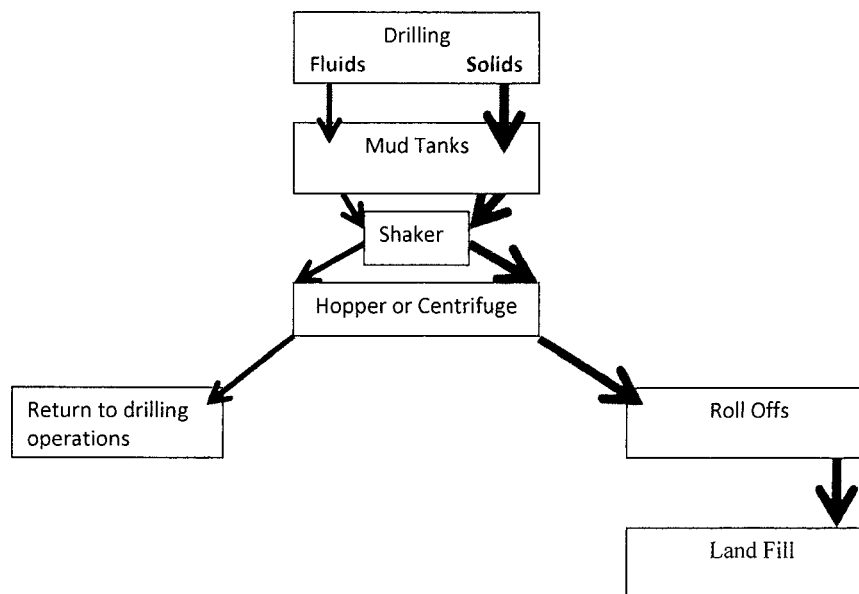 Drilling
Fluids Solids
Mud Tanks
Shaker
Hopper or Centrifuge
Return to drilling
operations
Roll Offs
Land Fill